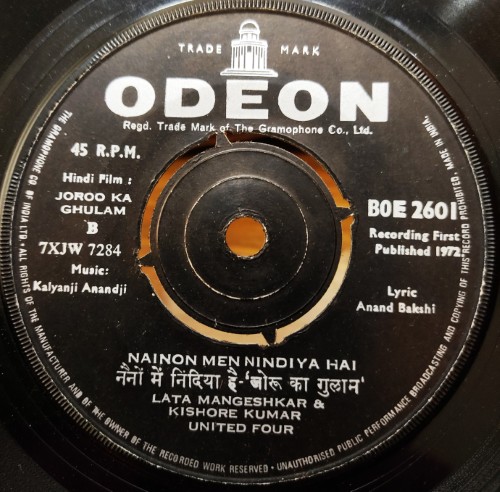 TRADE MARK
ODEON
Regd. Trade Mark of The Gramophone Co., Ltd.
45 R.P.M.
Hindi Film :
JOROO KA
GHULAM
B
7XJW 7284
Music:
Kalyanji Anandji
BOE 2601
Recording First
Published 1972
Lyric
Anand Bakshi
NAINON MEN NINDIYA HAI
नैनों में निंदिया है-'जोरू का गुलाम'
LATA MANGESHKAR &
KISHORE KUMAR
UNITED FOUR
THE GRAMOPHONE CO OF INDIA LTD · ALL RIGHTS OF THE MANUFACTURER AND OF THE OWNER OF THE RECORDED WORK RESERVED · UNAUTHORISED PUBLIC PERFORMANCE BROADCASTING AND COPYING OF THIS RECORD PROHIBITED · MADE IN INDIA.